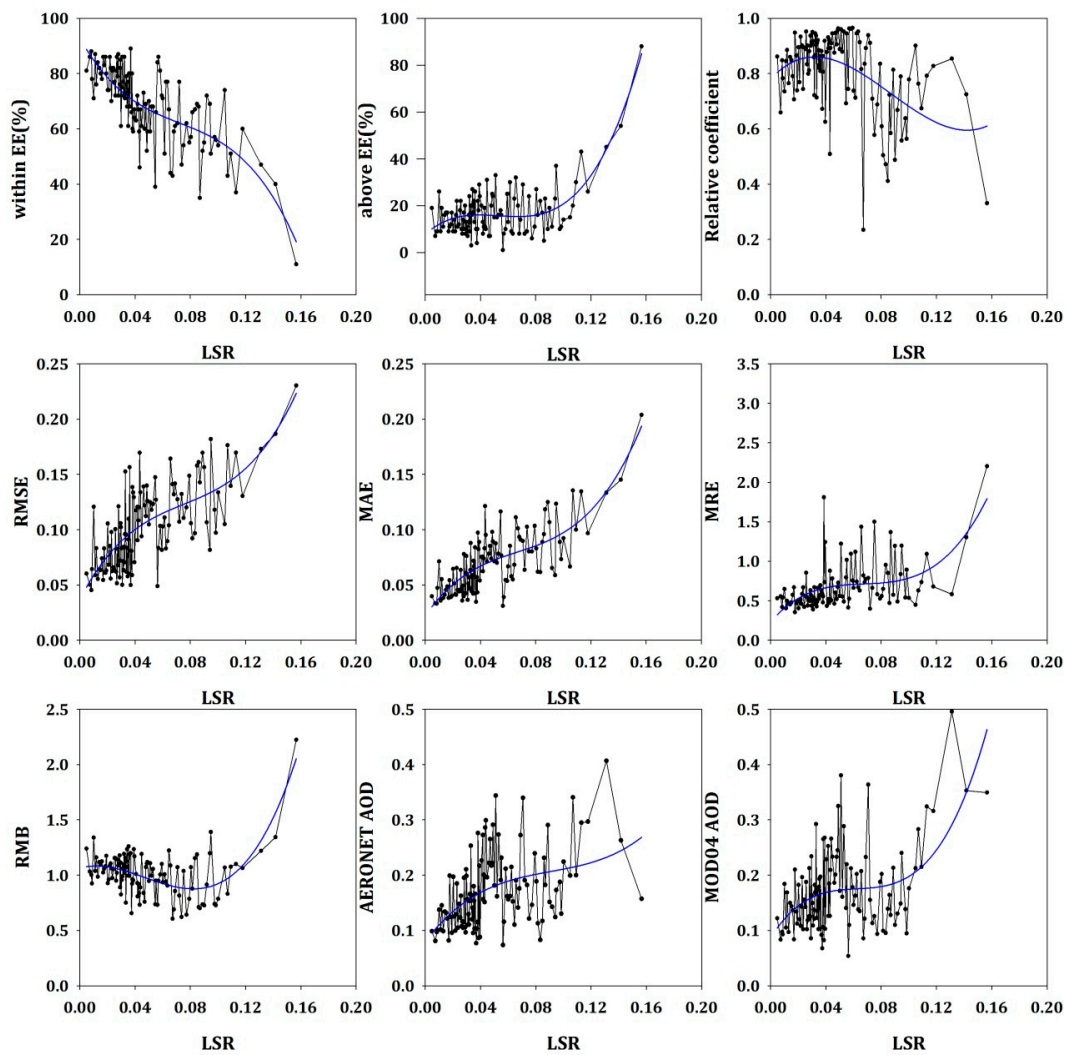 within EE(%)
100
80
60
40
20
0
0.00 0.04 0.08 0.12 0.16 0.20
LSR
above EE(%)
100
80
60
40
20
0
0.00 0.04 0.08 0.12 0.16 0.20
LSR
Relative coefficient
1.0
0.8
0.6
0.4
0.2
0.0
0.00 0.04 0.08 0.12 0.16 0.20
LSR
RMSE
0.25
0.20
0.15
0.10
0.05
0.00
0.00 0.04 0.08 0.12 0.16 0.20
LSR
MAE
0.25
0.20
0.15
0.10
0.05
0.00
0.00 0.04 0.08 0.12 0.16 0.20
LSR
MRE
3.5
3.0
2.5
2.0
1.5
1.0
0.5
0.0
0.00 0.04 0.08 0.12 0.16 0.20
LSR
RMB
2.5
2.0
1.5
1.0
0.5
0.0
0.00 0.04 0.08 0.12 0.16 0.20
LSR
AERONET AOD
0.5
0.4
0.3
0.2
0.1
0.0
0.00 0.04 0.08 0.12 0.16 0.20
LSR
MOD04 AOD
0.5
0.4
0.3
0.2
0.1
0.0
0.00 0.04 0.08 0.12 0.16 0.20
LSR